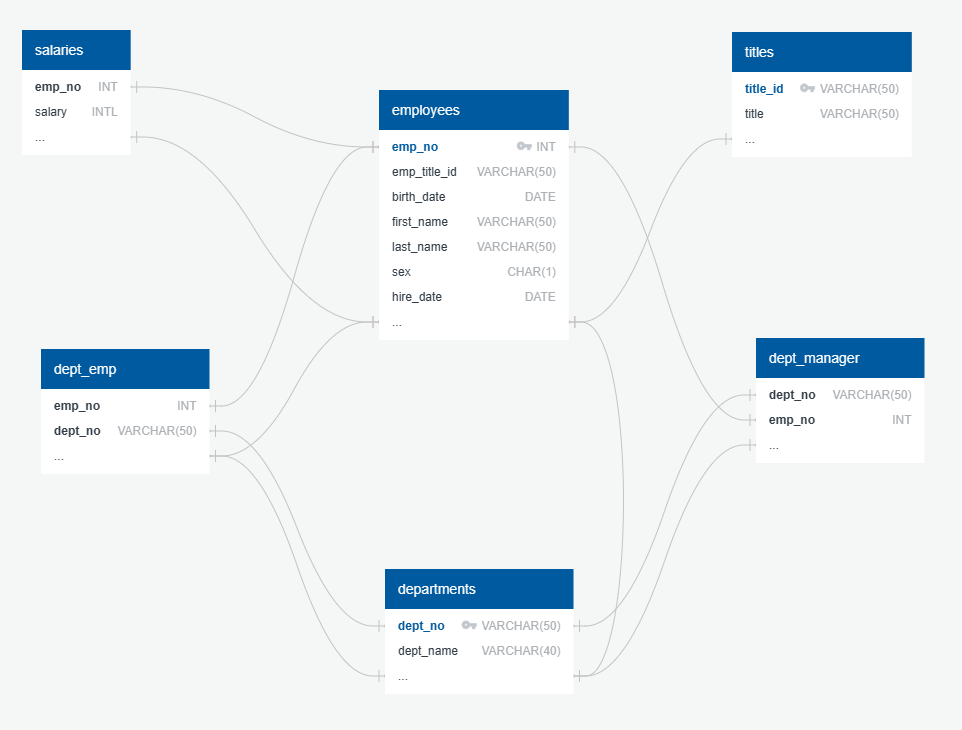 salaries
emp_no INT
salary INTL
...
titles
title_id VARCHAR(50)
title VARCHAR(50)
...
employees
emp_no INT
emp_title_id VARCHAR(50)
birth_date DATE
first_name VARCHAR(50)
last_name VARCHAR(50)
sex CHAR(1)
hire_date DATE
...
dept_emp
emp_no INT
dept_no VARCHAR(50)
...
dept_manager
dept_no VARCHAR(50)
emp_no INT
...
departments
dept_no VARCHAR(50)
dept_name VARCHAR(40)
...